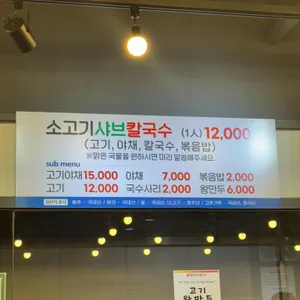 소고기샤브칼국수 (1人) 12,000
(고기, 야채, 칼국수, 볶음밥)
※맑은 국물을 원하시면 미리 말씀해주세요.
sub menu
고기야채 15,000 야채 7,000 볶음밥 2,000
고기 12,000 국수사리 2,000 왕만두 6,000
고기
왕만두